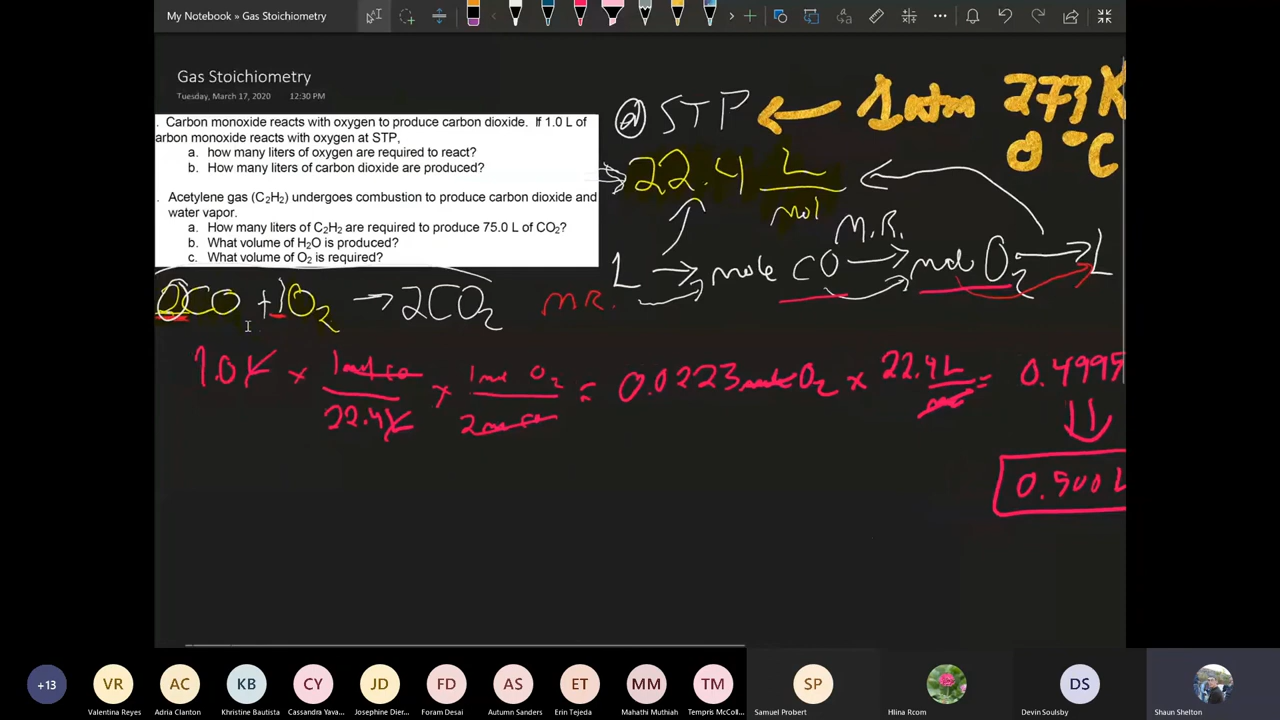 My Notebook » Gas Stoichiometry
Gas Stoichiometry
Tuesday, March 17, 2020 12:30 PM
. Carbon monoxide reacts with oxygen to produce carbon dioxide. If 1.0 L of
arbon monoxide reacts with oxygen at STP,
a. how many liters of oxygen are required to react?
b. How many liters of carbon dioxide are produced?
. Acetylene gas (C2H2) undergoes combustion to produce carbon dioxide and
water vapor.
a. How many liters of C2H2 are required to produce 75.0 L of CO2?
b. What volume of H2O is produced?
c. What volume of O2 is required?
@ STP ← 1 atm 273 K
0 °C
22.4 L/mol
M.R.
L → mole CO → mole O2 → L
2CO + 1O2 → 2CO2 M.R.
1.0 L × 1 mol CO/22.4 L × 1 mol O2/2 mol CO = 0.0223 mole O2 × 22.4 L/mol = 0.4995
0.500 L
+13 VR AC KB CY JD FD AS ET MM TM SP DS
Valentina Reyes Adria Clanton Khristine Bautista Cassandra Yava... Josephine Dier... Foram Desai Autumn Sanders Erin Tejeda Mahathi Muthiah Tempris McColl... Samuel Probert Hlina Rcom Devin Soulsby Shaun Shelton